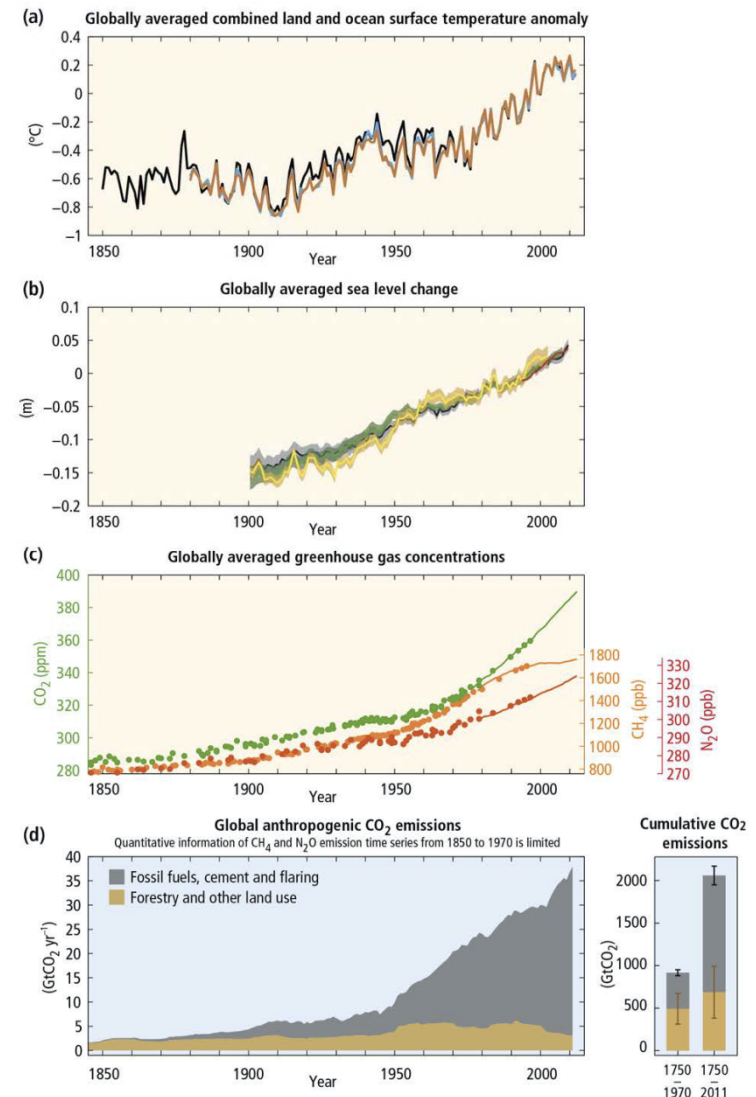 (a) Globally averaged combined land and ocean surface temperature anomaly
0.4
0.2
0
−0.2
−0.4
−0.6
−0.8
−1
(°C)
1850 1900 1950 2000
Year
(b) Globally averaged sea level change
0.1
0.05
0
−0.05
−0.1
−0.15
−0.2
(m)
1850 1900 1950 2000
Year
(c) Globally averaged greenhouse gas concentrations
400
380
360
340
320
300
280
CO2 (ppm)
1800
1600
1400
1200
1000
800
CH4 (ppb)
330
320
310
300
290
280
270
N2O (ppb)
1850 1900 1950 2000
Year
(d) Global anthropogenic CO2 emissions
Quantitative information of CH4 and N2O emission time series from 1850 to 1970 is limited
40
35
30
25
20
15
10
5
0
(GtCO2 yr−1)
Fossil fuels, cement and flaring
Forestry and other land use
1850 1900 1950 2000
Year
Cumulative CO2
emissions
2000
1500
1000
500
0
(GtCO2)
1750 1750
– –
1970 2011